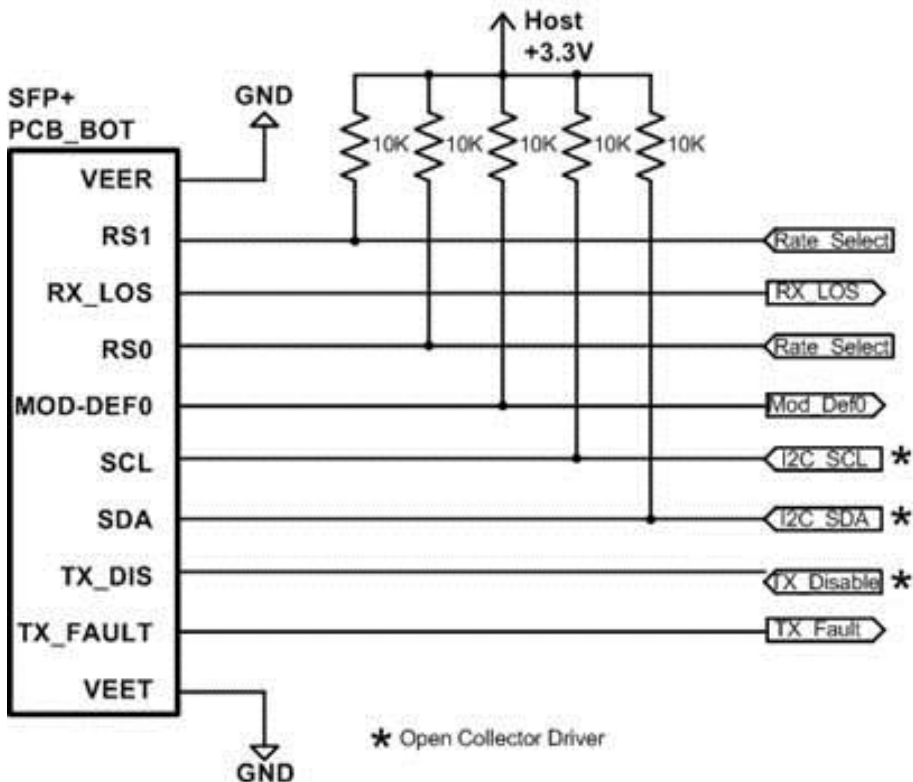 Host
+3.3V
SFP+
PCB_BOT
GND
10K
10K
10K
10K
10K
VEER
RS1
Rate_Select
RX_LOS
RX_LOS
RS0
Rate_Select
MOD-DEF0
Mod_Def0
SCL
I2C_SCL *
SDA
I2C_SDA *
TX_DIS
TX_Disable *
TX_FAULT
TX_Fault
VEET
* Open Collector Driver
GND